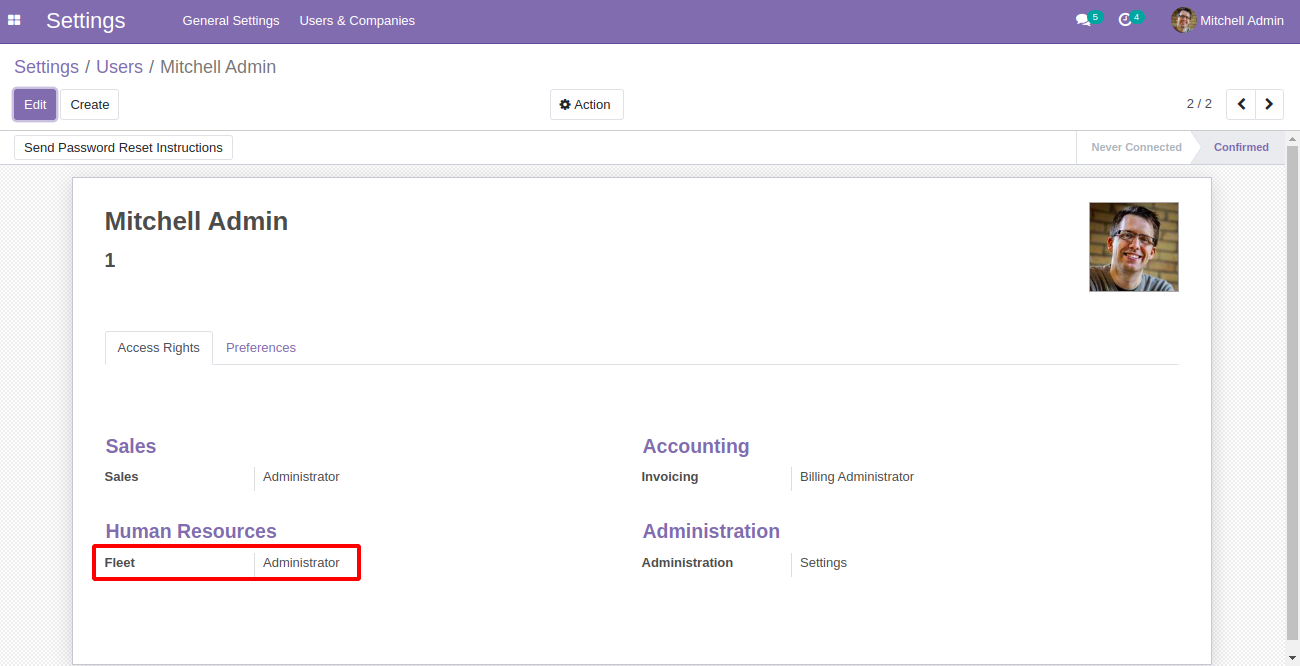 Settings General Settings Users & Companies 5 4 Mitchell Admin
Settings / Users / Mitchell Admin
Edit Create Action 2 / 2
Send Password Reset Instructions Never Connected Confirmed
Mitchell Admin
1
Access Rights Preferences
Sales Accounting
Sales Administrator Invoicing Billing Administrator
Human Resources Administration
Fleet Administrator Administration Settings